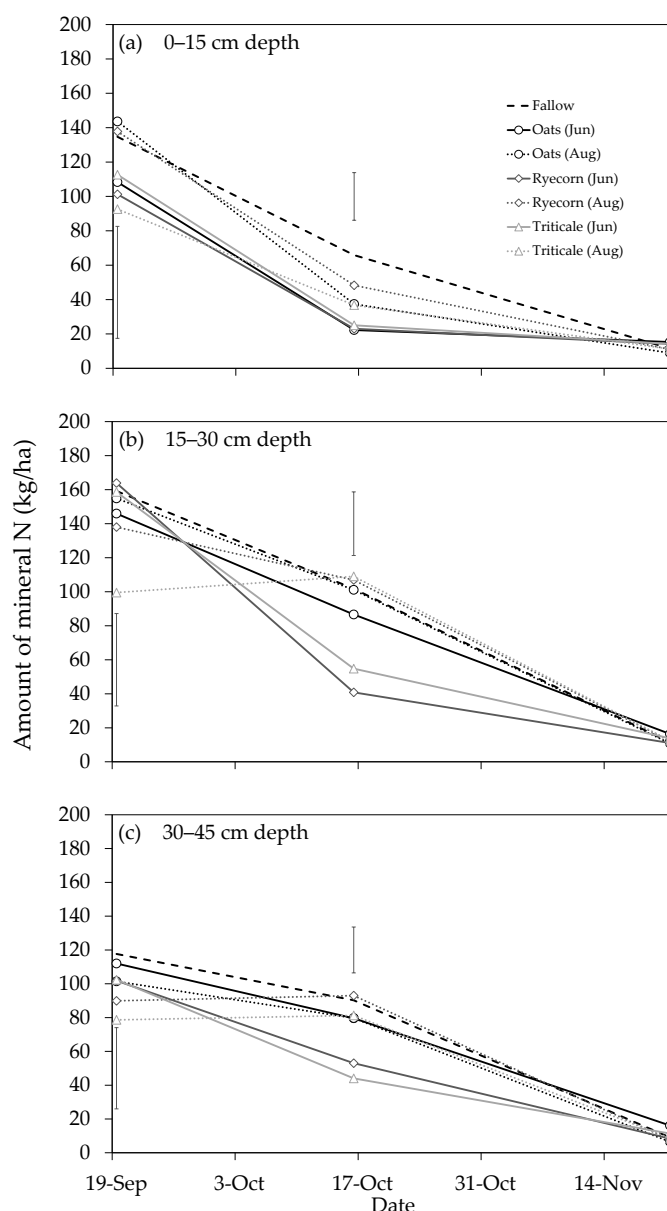 (a) 0–15 cm depth
200
180
160
140
120
100
80
60
40
20
0
Fallow
Oats (Jun)
Oats (Aug)
Ryecorn (Jun)
Ryecorn (Aug)
Triticale (Jun)
Triticale (Aug)
Amount of mineral N (kg/ha)
(b) 15–30 cm depth
200
180
160
140
120
100
80
60
40
20
0
(c) 30–45 cm depth
200
180
160
140
120
100
80
60
40
20
0
19-Sep 3-Oct 17-Oct 31-Oct 14-Nov
Date